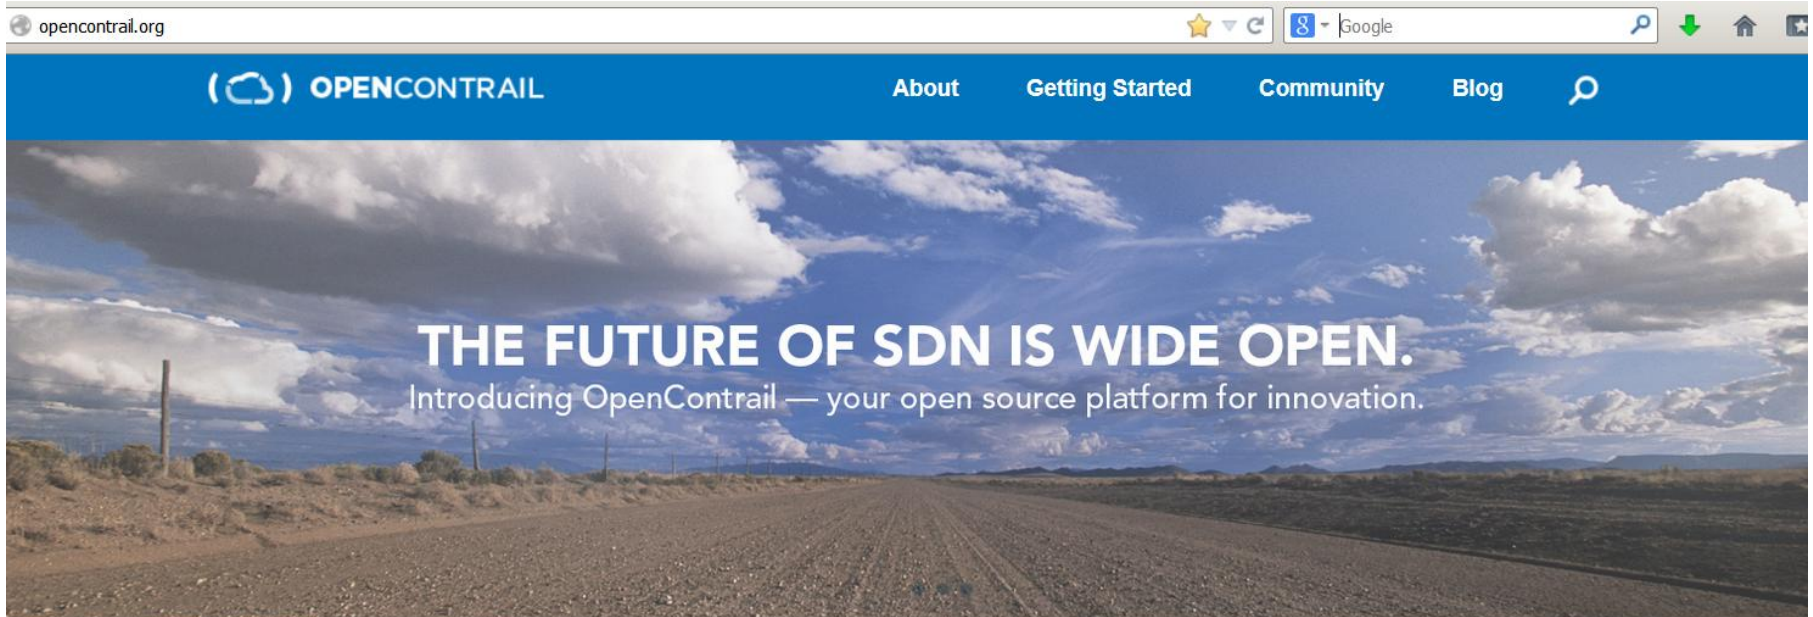 opencontrail.org
Google
OPENCONTRAIL
About
Getting Started
Community
Blog
THE FUTURE OF SDN IS WIDE OPEN.
Introducing OpenContrail — your open source platform for innovation.